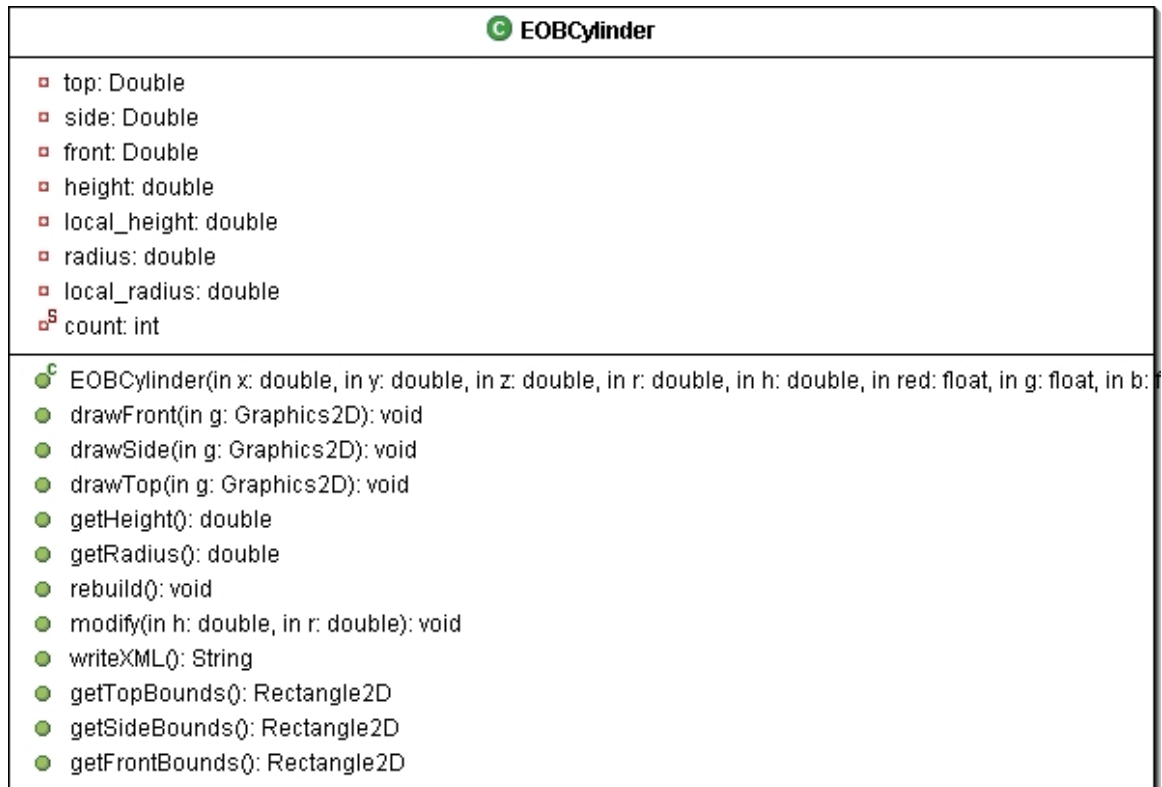 C EOBCylinder
top: Double
side: Double
front: Double
height: double
local_height: double
radius: double
local_radius: double
S count: int
C EOBCylinder(in x: double, in y: double, in z: double, in r: double, in h: double, in red: float, in g: float, in b: f
drawFront(in g: Graphics2D): void
drawSide(in g: Graphics2D): void
drawTop(in g: Graphics2D): void
getHeight(): double
getRadius(): double
rebuild(): void
modify(in h: double, in r: double): void
writeXML(): String
getTopBounds(): Rectangle2D
getSideBounds(): Rectangle2D
getFrontBounds(): Rectangle2D